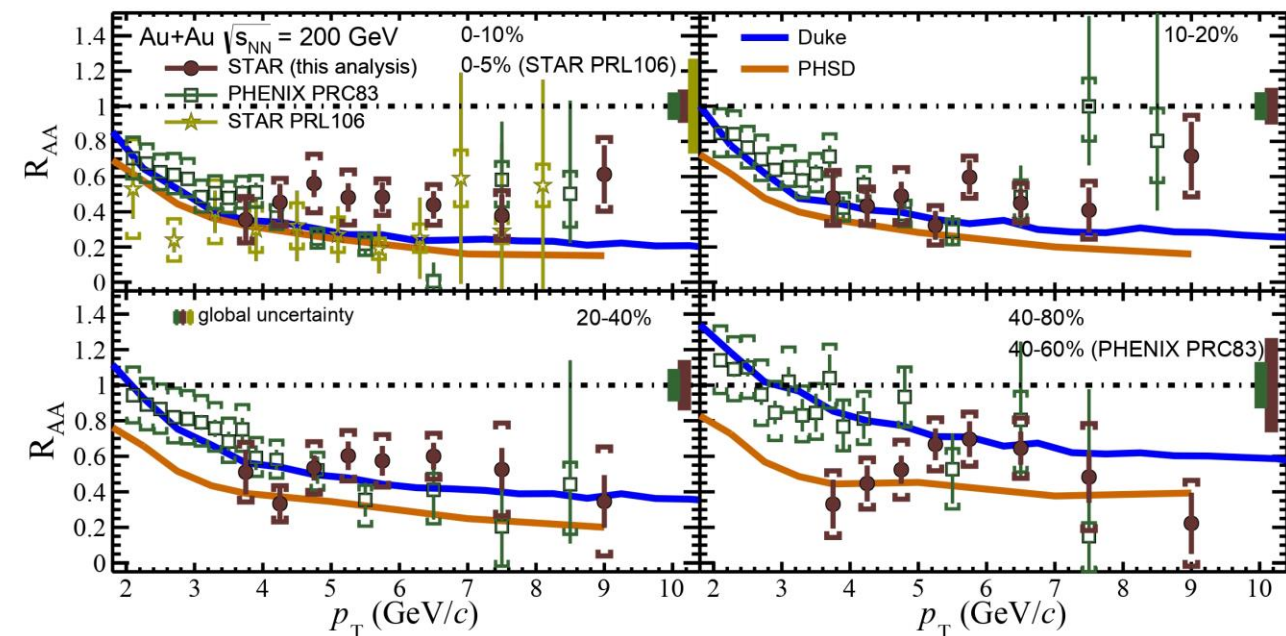 Au+Au √s_NN = 200 GeV
0-10%
STAR (this analysis)
0-5% (STAR PRL106)
PHENIX PRC83
STAR PRL106
Duke
PHSD
10-20%
R_AA
1.4
1.2
1
0.8
0.6
0.4
0.2
0
global uncertainty
20-40%
40-80%
40-60% (PHENIX PRC83)
R_AA
1.4
1.2
1
0.8
0.6
0.4
0.2
0
2 3 4 5 6 7 8 9 10
2 3 4 5 6 7 8 9 10
p_T (GeV/c)
p_T (GeV/c)